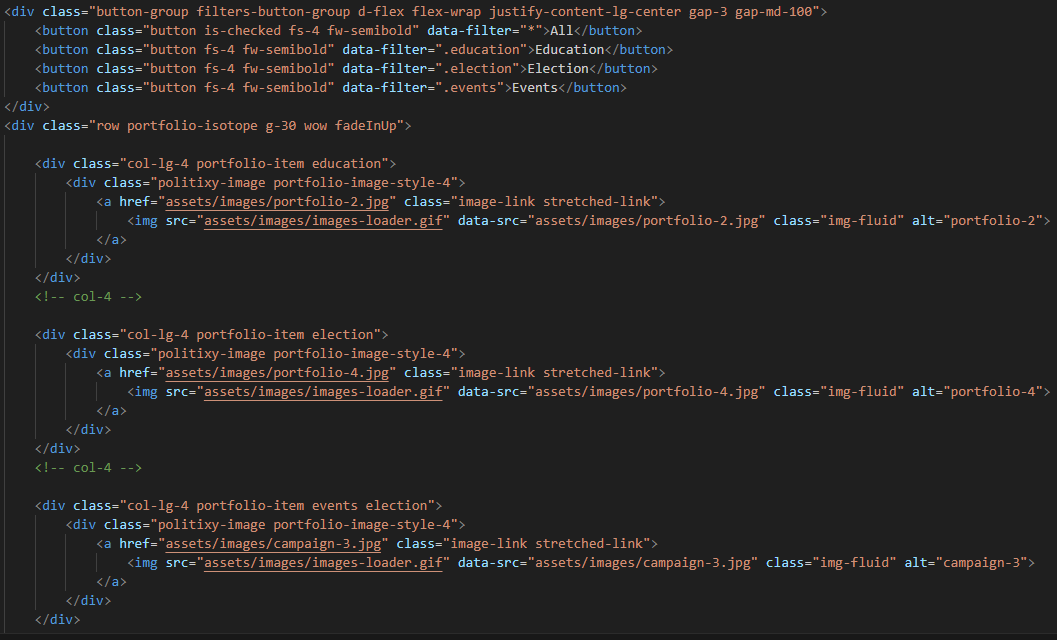 <div class="button-group filters-button-group d-flex flex-wrap justify-content-lg-center gap-3 gap-md-100">
<button class="button is-checked fs-4 fw-semibold" data-filter="*">All</button>
<button class="button fs-4 fw-semibold" data-filter=".education">Education</button>
<button class="button fs-4 fw-semibold" data-filter=".election">Election</button>
<button class="button fs-4 fw-semibold" data-filter=".events">Events</button>
</div>
<div class="row portfolio-isotope g-30 wow fadeInUp">
<div class="col-lg-4 portfolio-item education">
<div class="politixy-image portfolio-image-style-4">
<a href="assets/images/portfolio-2.jpg" class="image-link stretched-link">
<img src="assets/images/images-loader.gif" data-src="assets/images/portfolio-2.jpg" class="img-fluid" alt="portfolio-2">
</a>
</div>
</div>
<!-- col-4 -->
<div class="col-lg-4 portfolio-item election">
<div class="politixy-image portfolio-image-style-4">
<a href="assets/images/portfolio-4.jpg" class="image-link stretched-link">
<img src="assets/images/images-loader.gif" data-src="assets/images/portfolio-4.jpg" class="img-fluid" alt="portfolio-4">
</a>
</div>
</div>
<!-- col-4 -->
<div class="col-lg-4 portfolio-item events election">
<div class="politixy-image portfolio-image-style-4">
<a href="assets/images/campaign-3.jpg" class="image-link stretched-link">
<img src="assets/images/images-loader.gif" data-src="assets/images/campaign-3.jpg" class="img-fluid" alt="campaign-3">
</a>
</div>
</div>